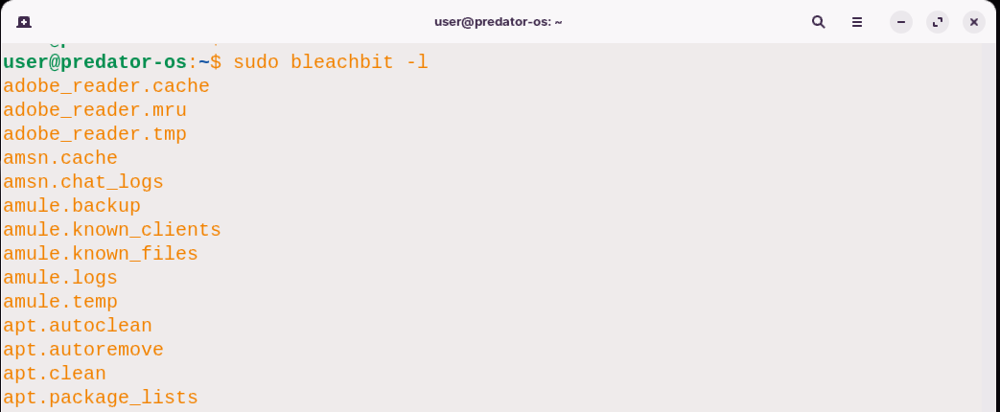 user@predator-os: ~
user@predator-os:~$ sudo bleachbit -l
adobe_reader.cache
adobe_reader.mru
adobe_reader.tmp
amsn.cache
amsn.chat_logs
amule.backup
amule.known_clients
amule.known_files
amule.logs
amule.temp
apt.autoclean
apt.autoremove
apt.clean
apt.package_lists